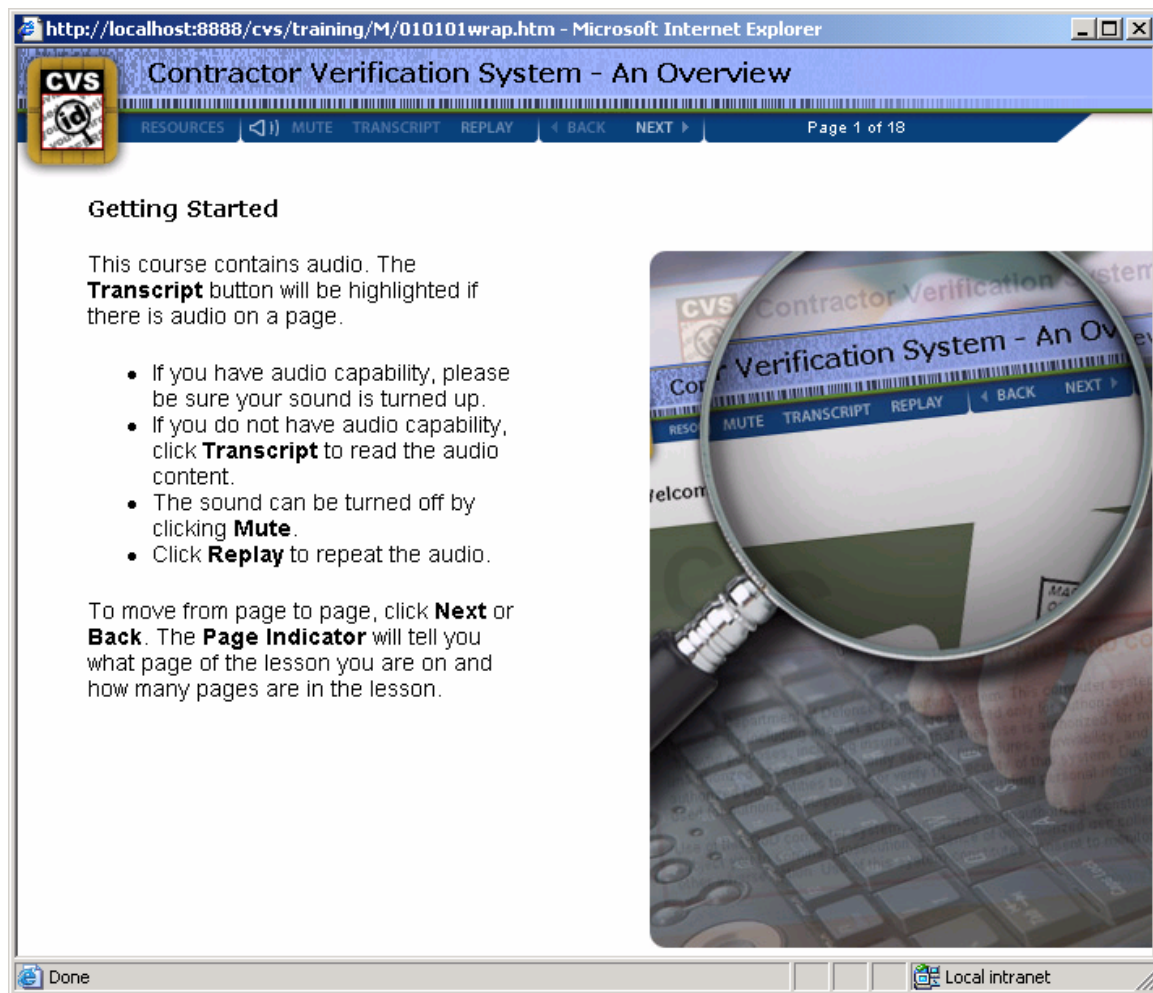 http://localhost:8888/cvs/training/M/010101wrap.htm - Microsoft Internet Explorer
CVS
id
Contractor Verification System - An Overview
RESOURCES MUTE TRANSCRIPT REPLAY BACK NEXT Page 1 of 18
Getting Started
This course contains audio. The
Transcript button will be highlighted if
there is audio on a page.
• If you have audio capability, please
be sure your sound is turned up.
• If you do not have audio capability,
click Transcript to read the audio
content.
• The sound can be turned off by
clicking Mute.
• Click Replay to repeat the audio.
To move from page to page, click Next or
Back. The Page Indicator will tell you
what page of the lesson you are on and
how many pages are in the lesson.
CVS Contractor Verification System
Verification System - An Ov
MUTE TRANSCRIPT REPLAY BACK NEXT
Done
Local intranet